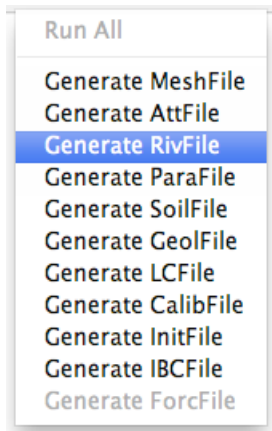 Run All
Generate MeshFile
Generate AttFile
Generate RivFile
Generate ParaFile
Generate SoilFile
Generate GeolFile
Generate LCFile
Generate CalibFile
Generate InitFile
Generate IBCFile
Generate ForcFile